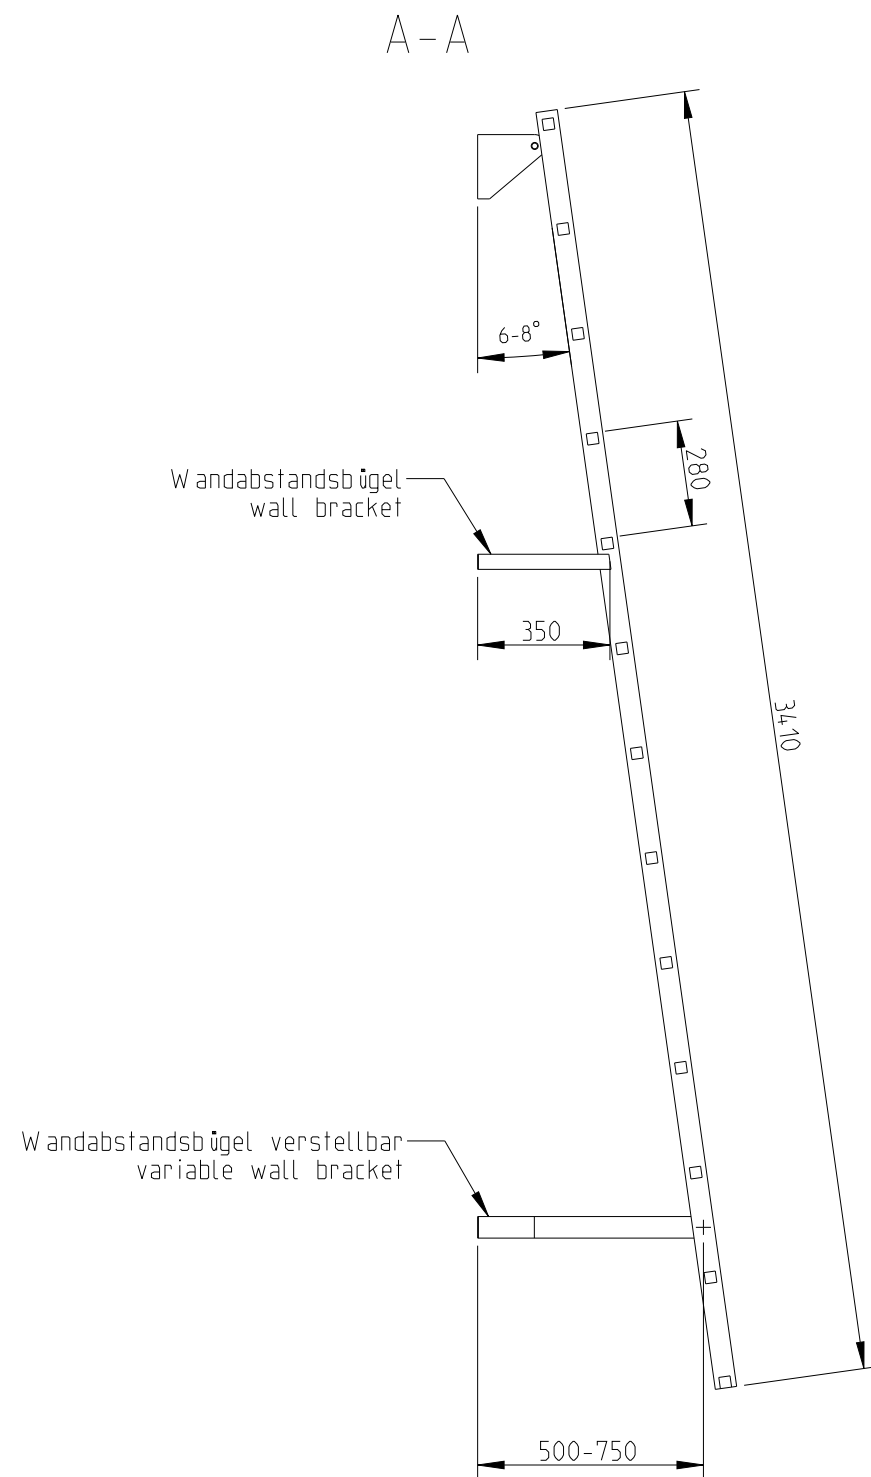 A-A
6-8°
280
Wandabstandsbügel
wall bracket
350
3410
Wandabstandsbügel verstellbar
variable wall bracket
500-750